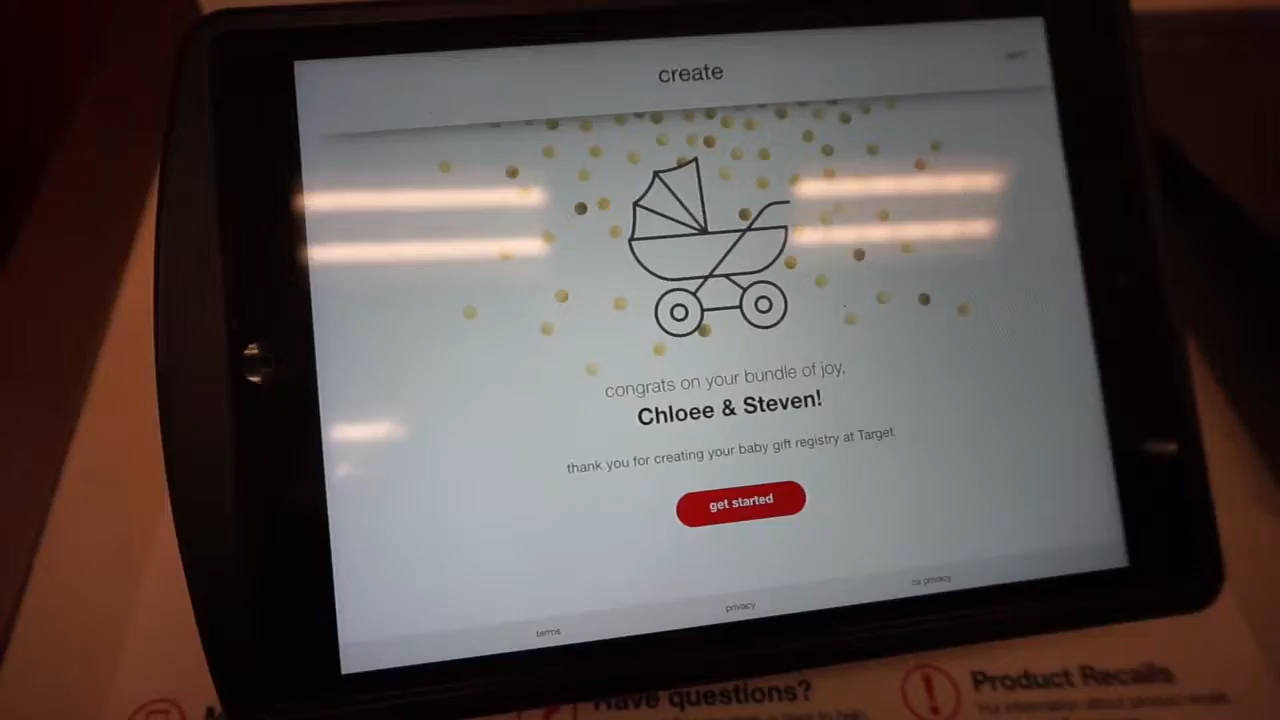 create
congrats on your bundle of joy,
Chloee & Steven!
thank you for creating your baby gift registry at Target
get started
terms
privacy
ca privacy
Have questions?
Product Recalls